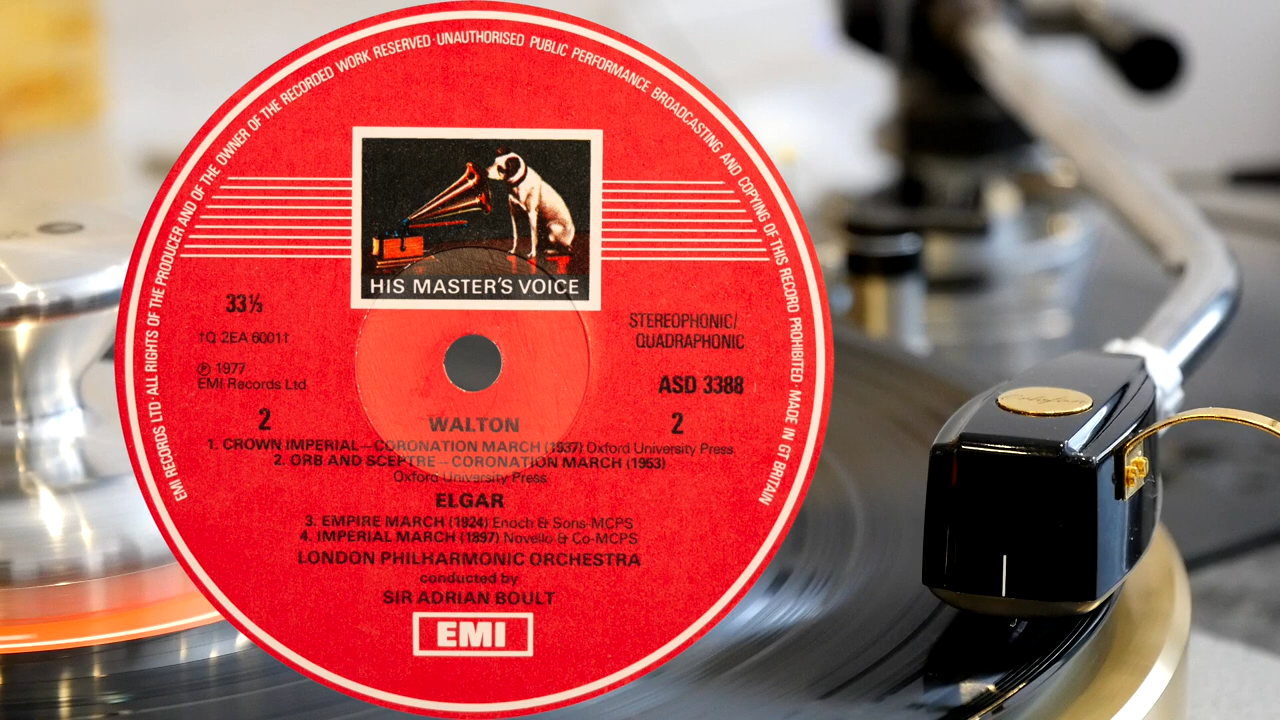 EMI RECORDS LTD · ALL RIGHTS OF THE PRODUCER AND OF THE OWNER OF THE RECORDED WORK RESERVED · UNAUTHORISED PUBLIC PERFORMANCE BROADCASTING AND COPYING OF THIS RECORD PROHIBITED · MADE IN GT BRITAIN
HIS MASTER'S VOICE
33⅓
STEREOPHONIC/
QUADRAPHONIC
1Q 2EA 60011
Ⓟ 1977
EMI Records Ltd
ASD 3388
2
2
WALTON
1. CROWN IMPERIAL – CORONATION MARCH (1937) Oxford University Press
2. ORB AND SCEPTRE – CORONATION MARCH (1953)
Oxford University Press
ELGAR
3. EMPIRE MARCH (1924) Enoch & Sons-MCPS
4. IMPERIAL MARCH (1897) Novello & Co-MCPS
LONDON PHILHARMONIC ORCHESTRA
conducted by
SIR ADRIAN BOULT
EMI